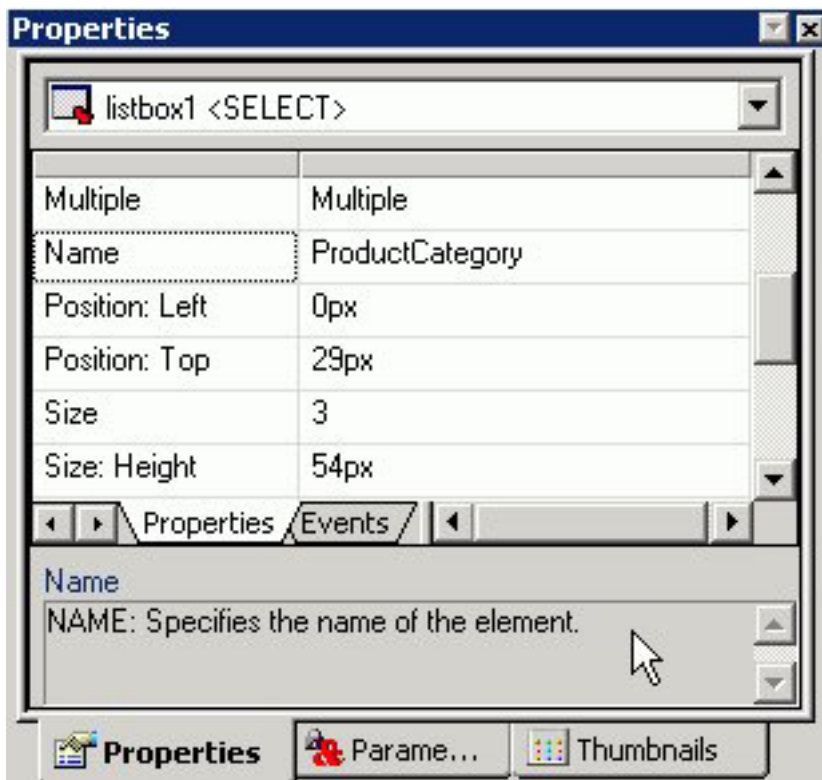 Properties
listbox1 <SELECT>
Multiple Multiple
Name ProductCategory
Position: Left 0px
Position: Top 29px
Size 3
Size: Height 54px
Properties Events
Name
NAME: Specifies the name of the element.
Properties Parame... Thumbnails